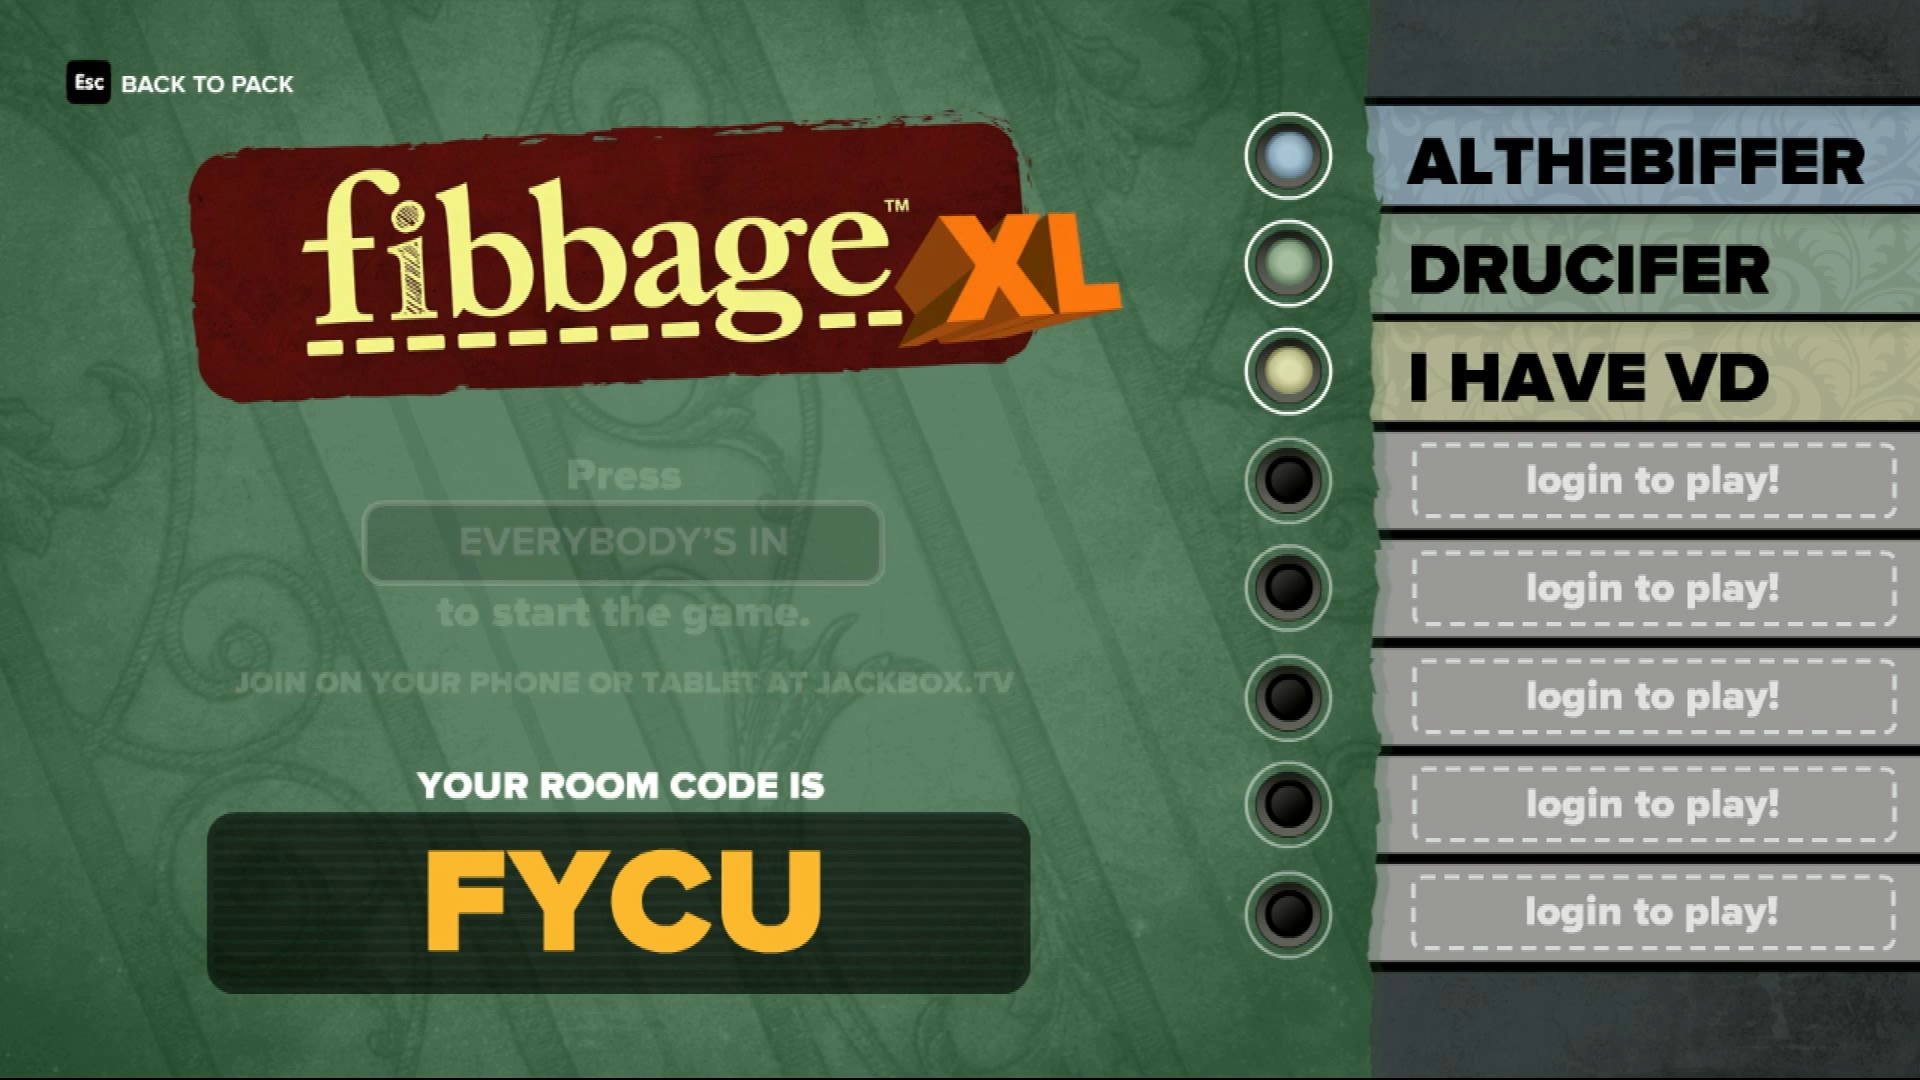 Esc BACK TO PACK
fibbage™ XL
Press
EVERYBODY'S IN
to start the game.
JOIN ON YOUR PHONE OR TABLET AT JACKBOX.TV
YOUR ROOM CODE IS
FYCU
ALTHEBIFFER
DRUCIFER
I HAVE VD
login to play!
login to play!
login to play!
login to play!
login to play!